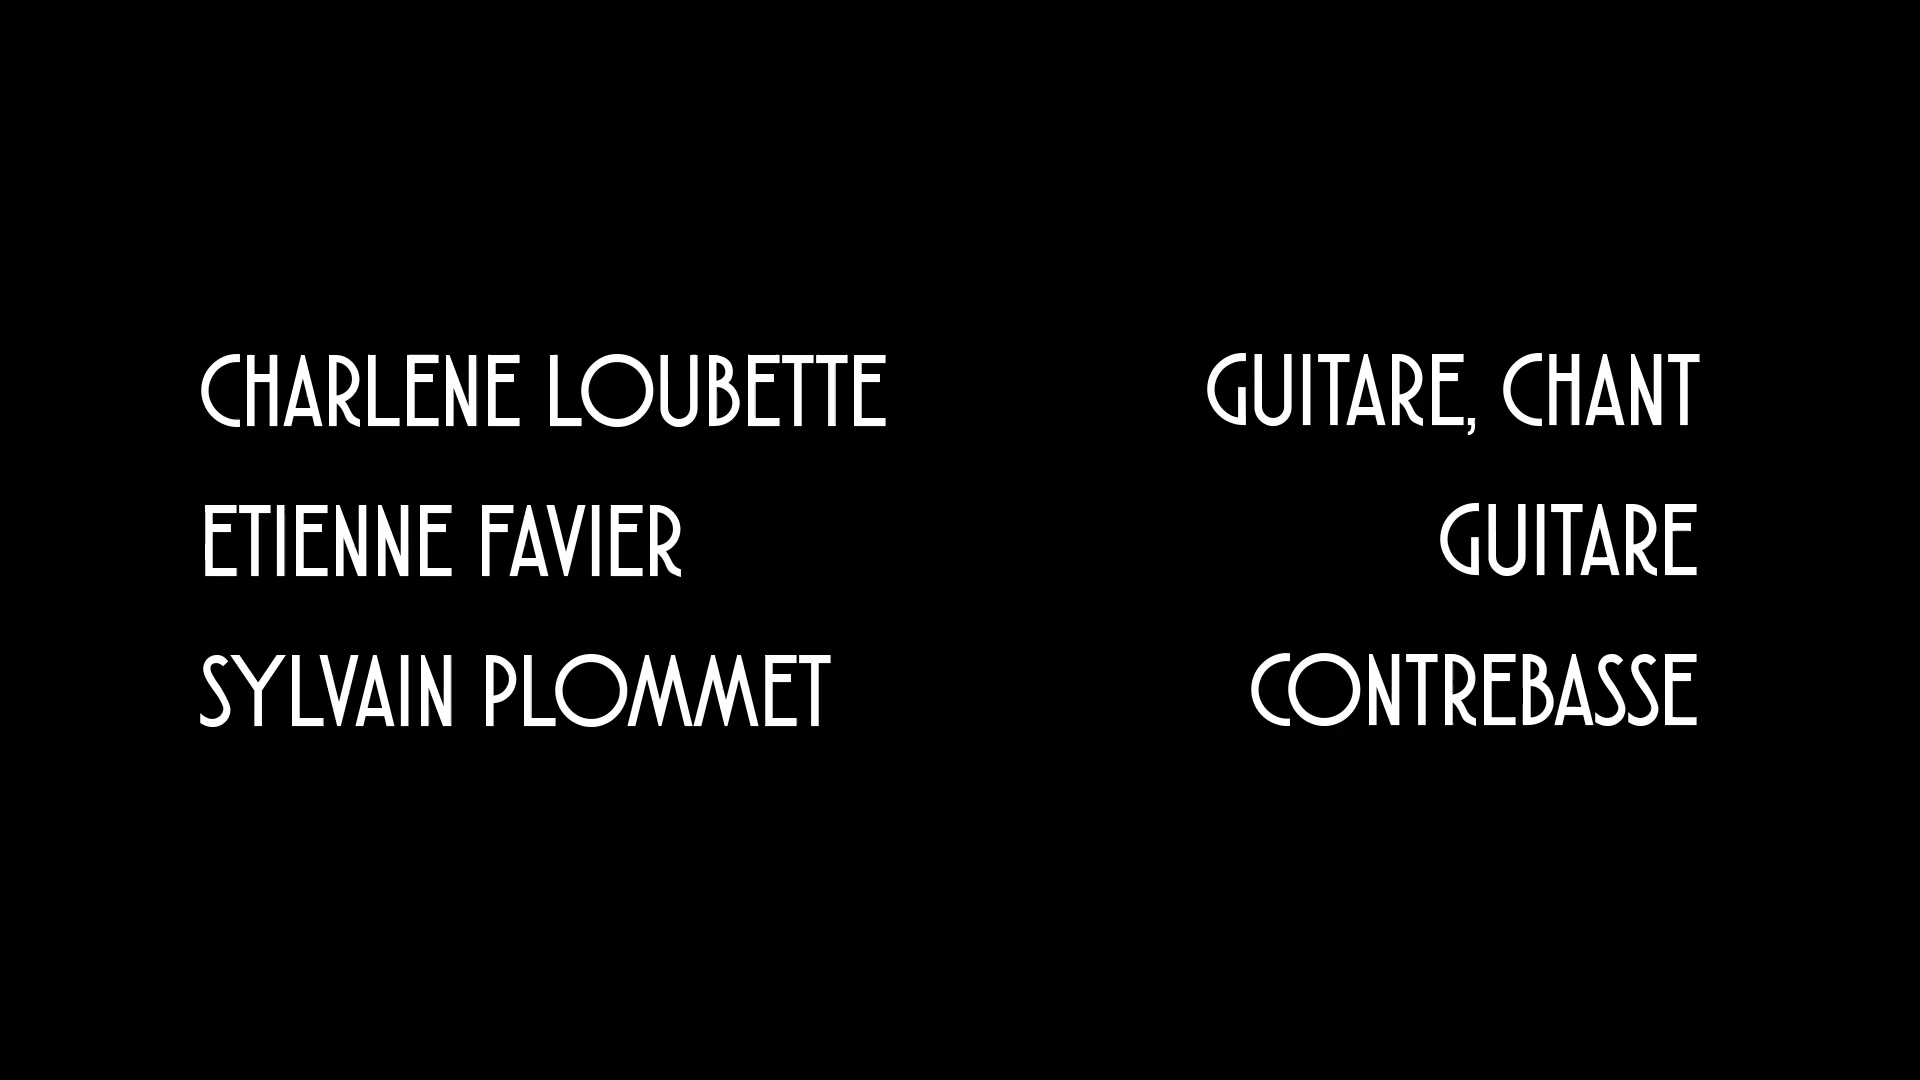 CHARLENE LOUBETTE GUITARE, CHANT
ETIENNE FAVIER GUITARE
SYLVAIN PLOMMET CONTREBASSE